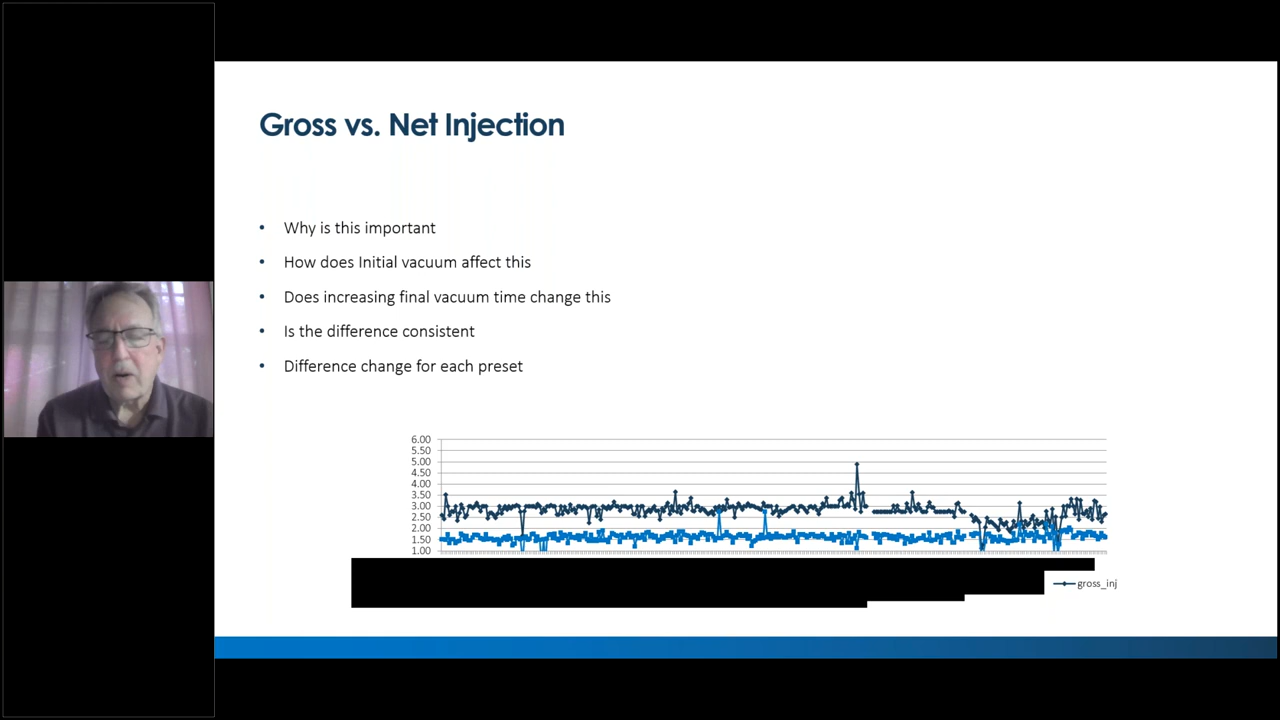 Gross vs. Net Injection
• Why is this important
• How does Initial vacuum affect this
• Does increasing final vacuum time change this
• Is the difference consistent
• Difference change for each preset
6.00
5.50
5.00
4.50
4.00
3.50
3.00
2.50
2.00
1.50
1.00
gross_inj